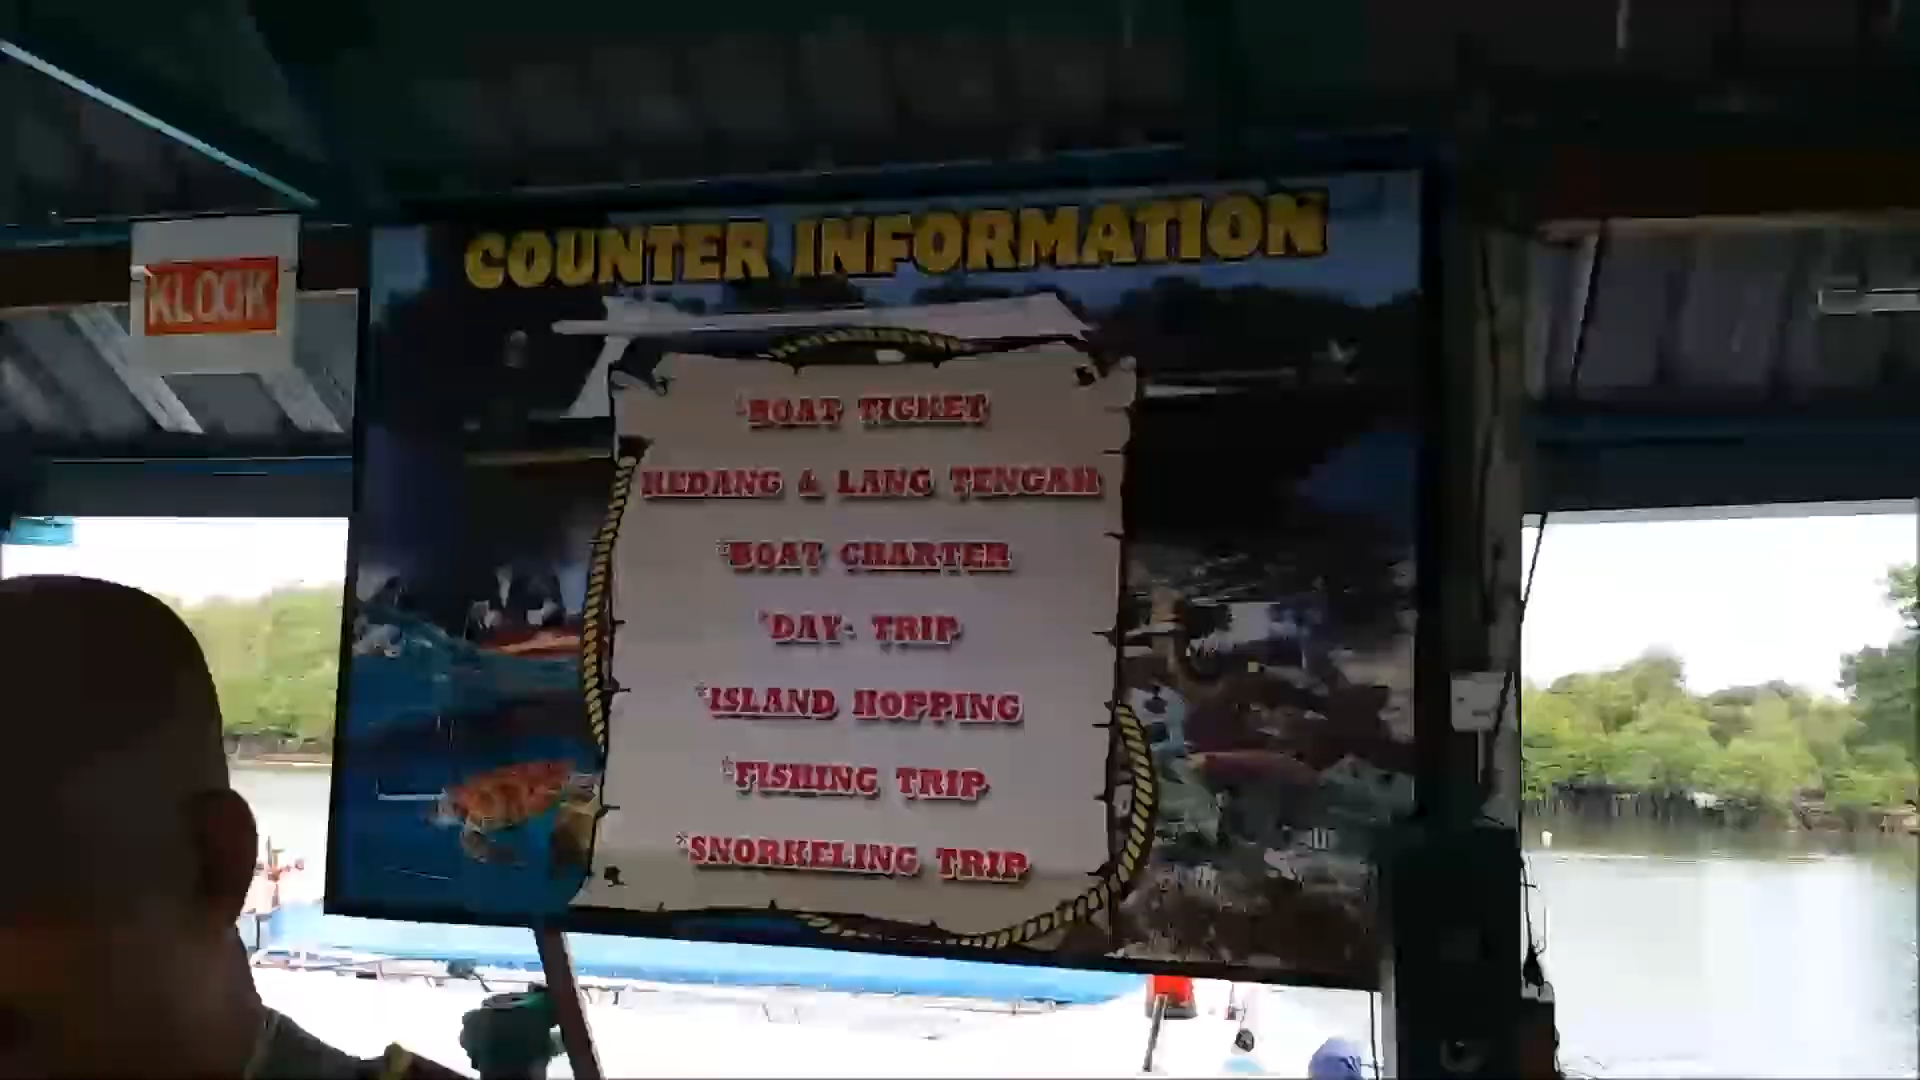 KLOOK
COUNTER INFORMATION
*BOAT TICKET
REDANG & LANG TENGAH
*BOAT CHARTER
*DAY- TRIP
*ISLAND HOPPING
*FISHING TRIP
*SNORKELING TRIP